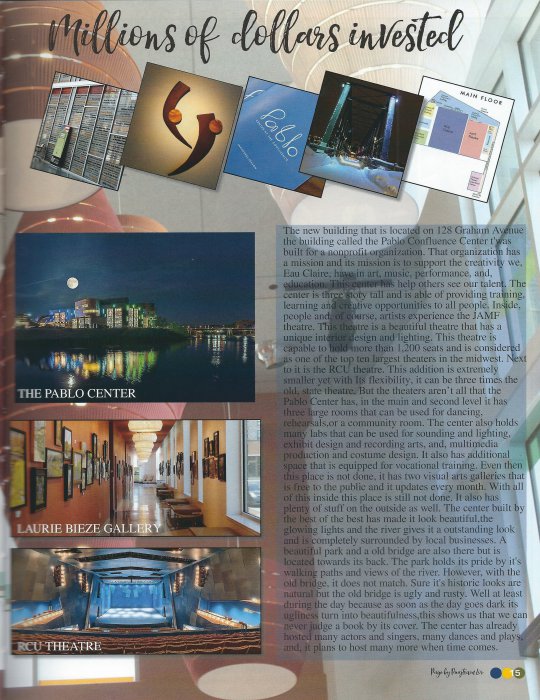 Millions of dollars invested
Pablo
MAIN FLOOR
The new building that is located on 128 Graham Avenue
the building called the Pablo Confluence Center t'was
built for a nonprofit organization. That organization has
a mission and its mission is to support the creativity we,
Eau Claire, have in art, music, performance, and,
education. This center has help others see our talent. The
center is three story tall and is able of providing training,
learning and creative opportunities to all people. Inside,
people and, of course, artists experience the JAMF
theatre. This theatre is a beautiful theatre that has a
unique interior design and lighting. This theatre is
capable to hold more than 1,200 seats and is considered
as one of the top ten largest theaters in the midwest. Next
to it is the RCU theatre. This addition is extremely
smaller yet with Its flexibility, it can be three times the
old, state theatre. But the theaters aren't all that the
Pablo Center has, in the main and second level it has
three large rooms that can be used for dancing,
rehearsals,or a community room. The center also holds
many labs that can be used for sounding and lighting,
exhibit design and recording arts, and, multimedia
production and costume design. It also has additional
space that is equipped for vocational training. Even then
this place is not done, it has two visual arts galleries that
is free to the public and it updates every month. With all
of this inside this place is still not done. It also has
plenty of stuff on the outside as well. The center built by
the best of the best has made it look beautiful,the
glowing lights and the river gives it a outstanding look
and is completely surrounded by local businesses. A
beautiful park and a old bridge are also there but is
located towards its back. The park holds its pride by it's
walking paths and views of the river. However, with the
old bridge, it does not match. Sure it's historic looks are
natural but the old bridge is ugly and rusty. Well at least
during the day because as soon as the day goes dark its
ugliness turn into beautifulness,this shows us that we can
never judge a book by its cover. The center has already
hosted many actors and singers, many dances and plays,
and, it plans to host many more when time comes.
THE PABLO CENTER
LAURIE BIEZE GALLERY
RCU THEATRE
Page by
15